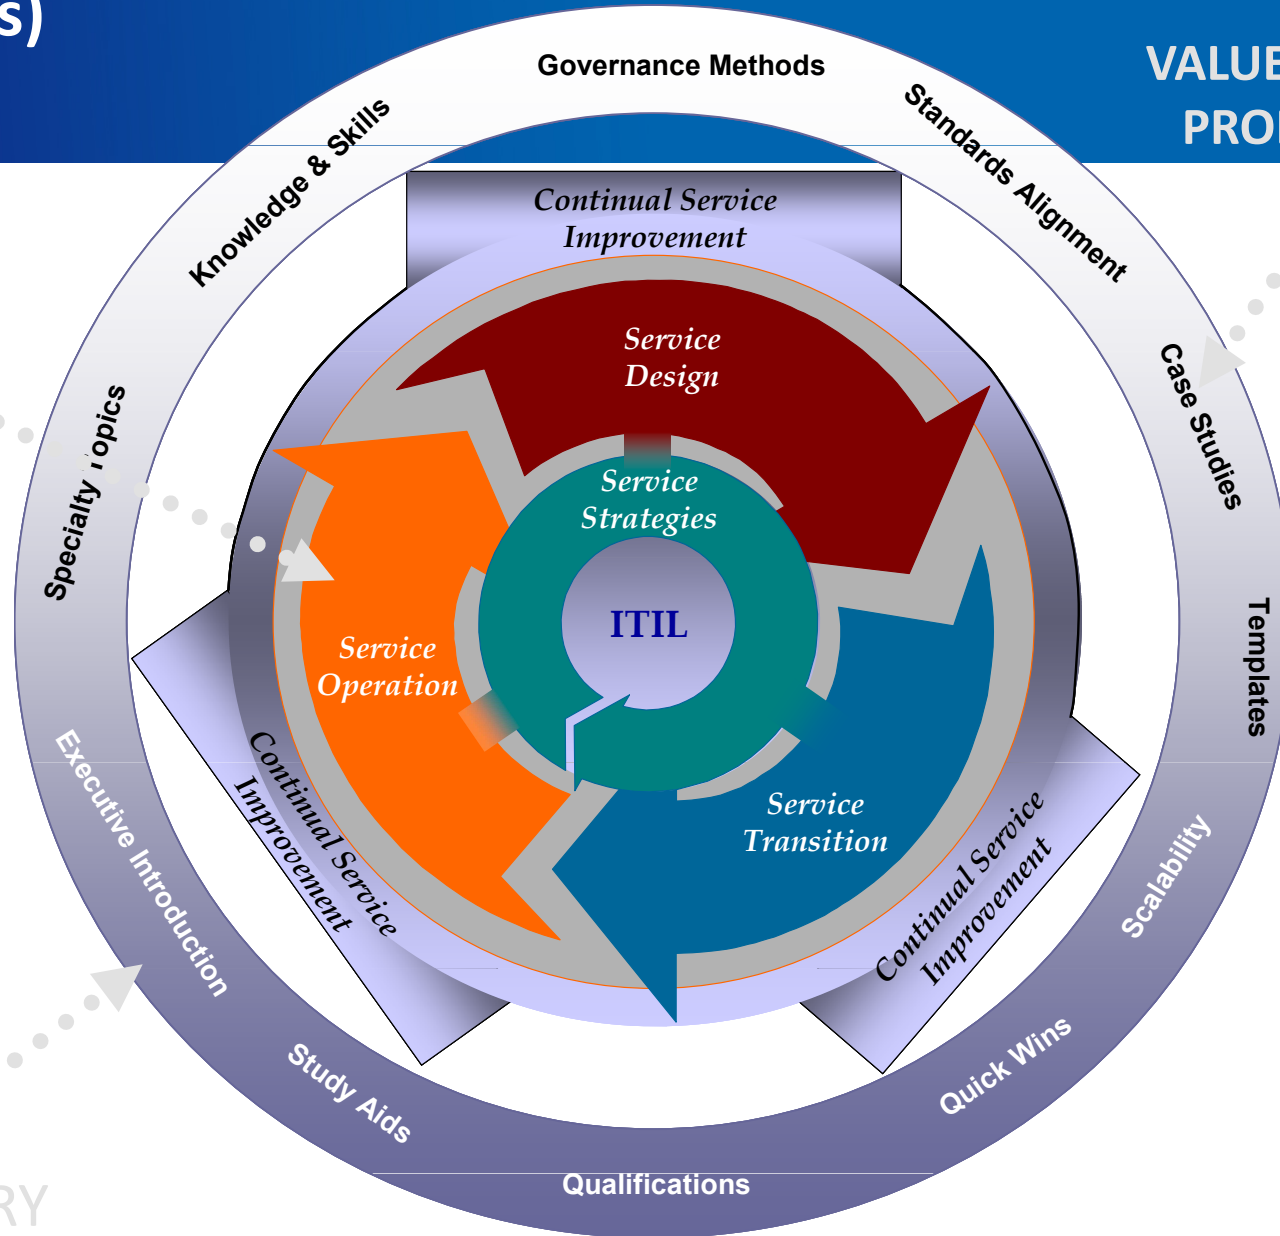 s)
VALUE
Governance Methods
PRO
Knowledge & Skills
Standards Alignment
Continual Service
Improvement
Service
Design
Case Studies
Specialty Topics
Service
Strategies
ITIL
Templates
Service
Operation
Continual Service
Improvement
Executive Introduction
Service
Transition
Continual Service
Improvement
Scalability
Study Aids
Quick Wins
Qualifications
RY